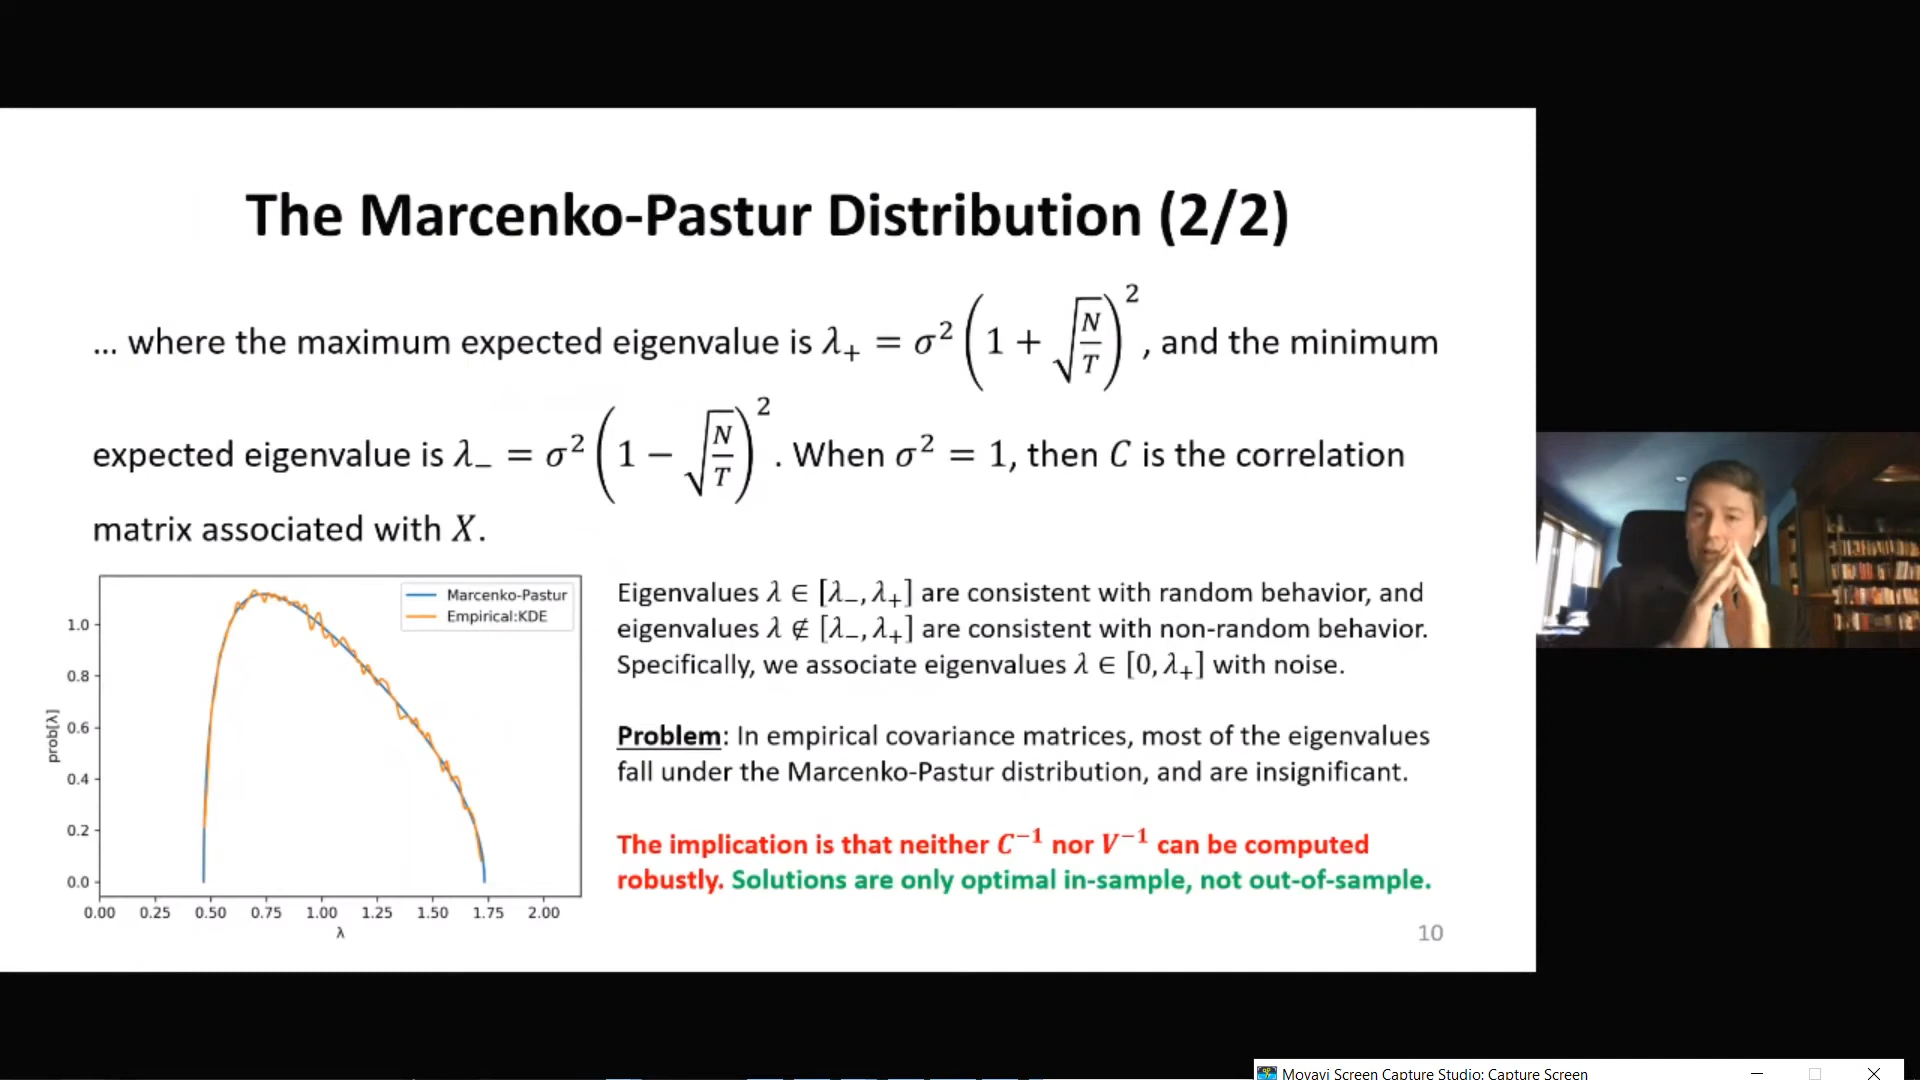 The Marcenko-Pastur Distribution (2/2)
... where the maximum expected eigenvalue is λ₊ = σ²(1 + √(N/T))², and the minimum
expected eigenvalue is λ₋ = σ²(1 − √(N/T))². When σ² = 1, then C is the correlation
matrix associated with X.
Marcenko-Pastur
Empirical:KDE
prob[λ]
1.0
0.8
0.6
0.4
0.2
0.0
0.00 0.25 0.50 0.75 1.00 1.25 1.50 1.75 2.00
λ
Eigenvalues λ ∈ [λ₋, λ₊] are consistent with random behavior, and
eigenvalues λ ∉ [λ₋, λ₊] are consistent with non-random behavior.
Specifically, we associate eigenvalues λ ∈ [0, λ₊] with noise.
Problem: In empirical covariance matrices, most of the eigenvalues
fall under the Marcenko-Pastur distribution, and are insignificant.
The implication is that neither C⁻¹ nor V⁻¹ can be computed
robustly. Solutions are only optimal in-sample, not out-of-sample.
10
Movavi Screen Capture Studio: Capture Screen